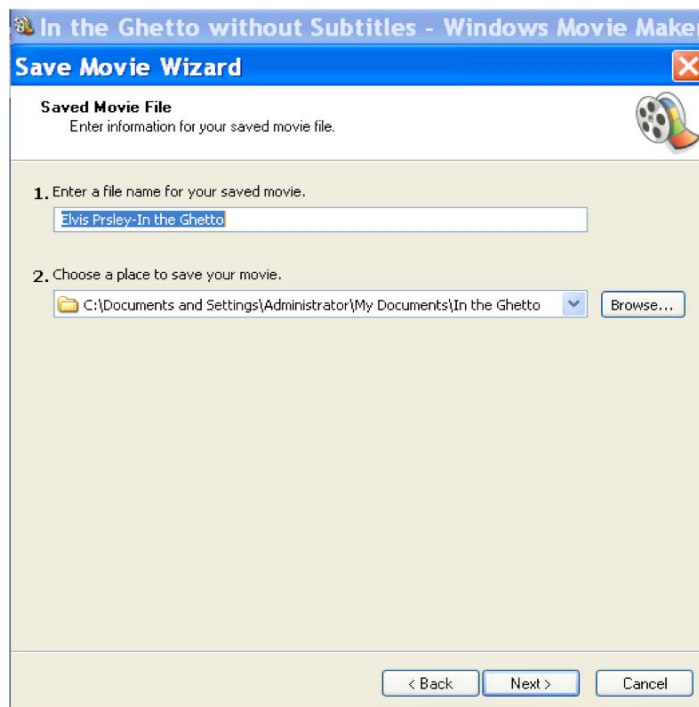 In the Ghetto without Subtitles - Windows Movie Maker
Save Movie Wizard
Saved Movie File
Enter information for your saved movie file.
1. Enter a file name for your saved movie.
Elvis Prsley-In the Ghetto
2. Choose a place to save your movie.
C:\Documents and Settings\Administrator\My Documents\In the Ghetto Browse...
< Back Next > Cancel